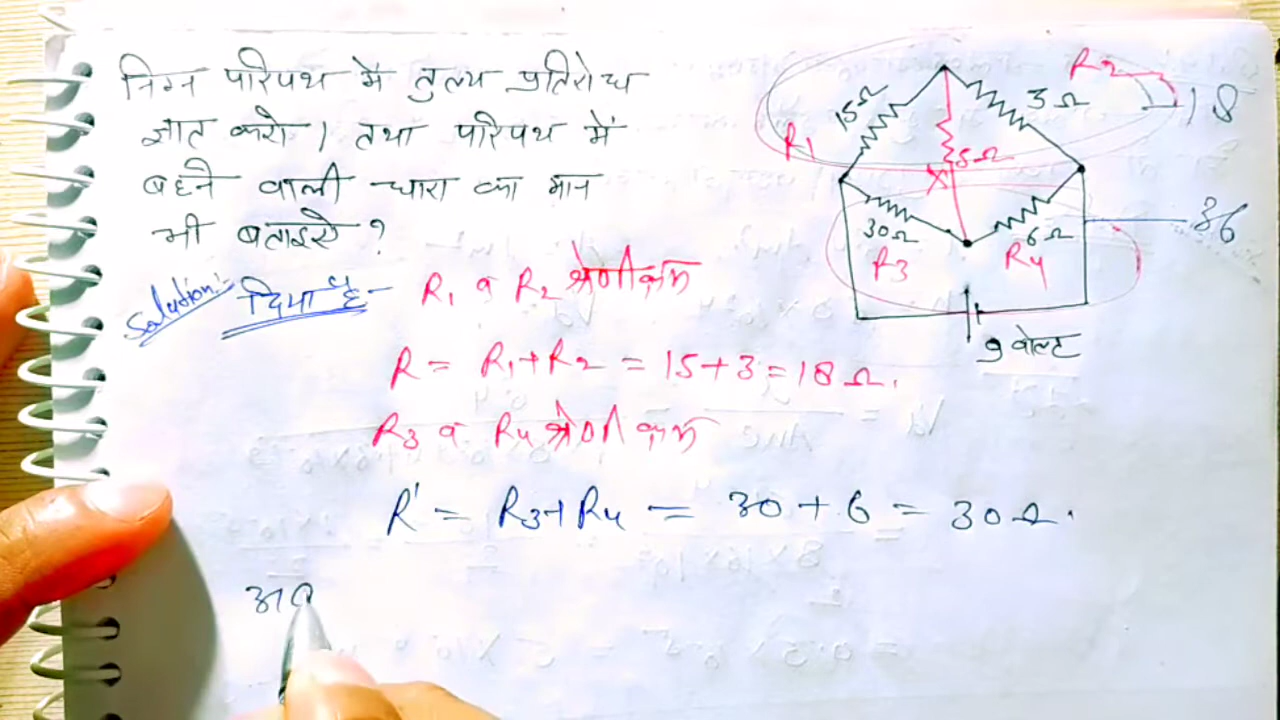 निम्न परिपथ में तुल्य प्रतिरोध
ज्ञात करो। तथा परिपथ में
बहने वाली धारा का मान
भी बताइये ?
Solution:- दिया है- R₁ व R₂ श्रेणीक्रम
R = R₁+R₂ = 15+3 = 18 Ω.
R₃ व R₄ श्रेणीक्रम
R' = R₃+R₄ = 30 + 6 = 30 Ω.
अब
R₂
15Ω 3Ω 18
R₁ 5Ω
X
30Ω 6Ω 36
R₃ R₄
9 वोल्ट